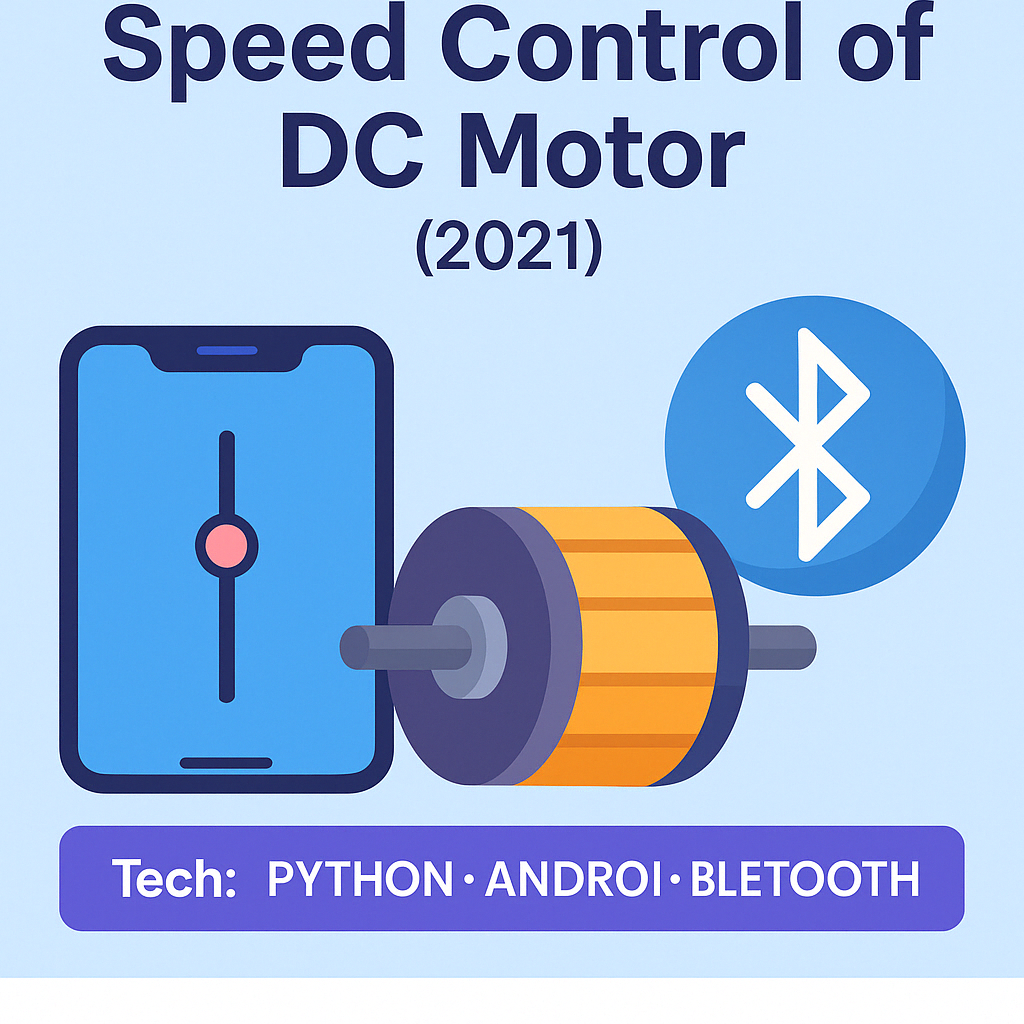 Speed Control of
DC Motor
(2021)
Tech: PYTHON · ANDROI · BLETOOTH